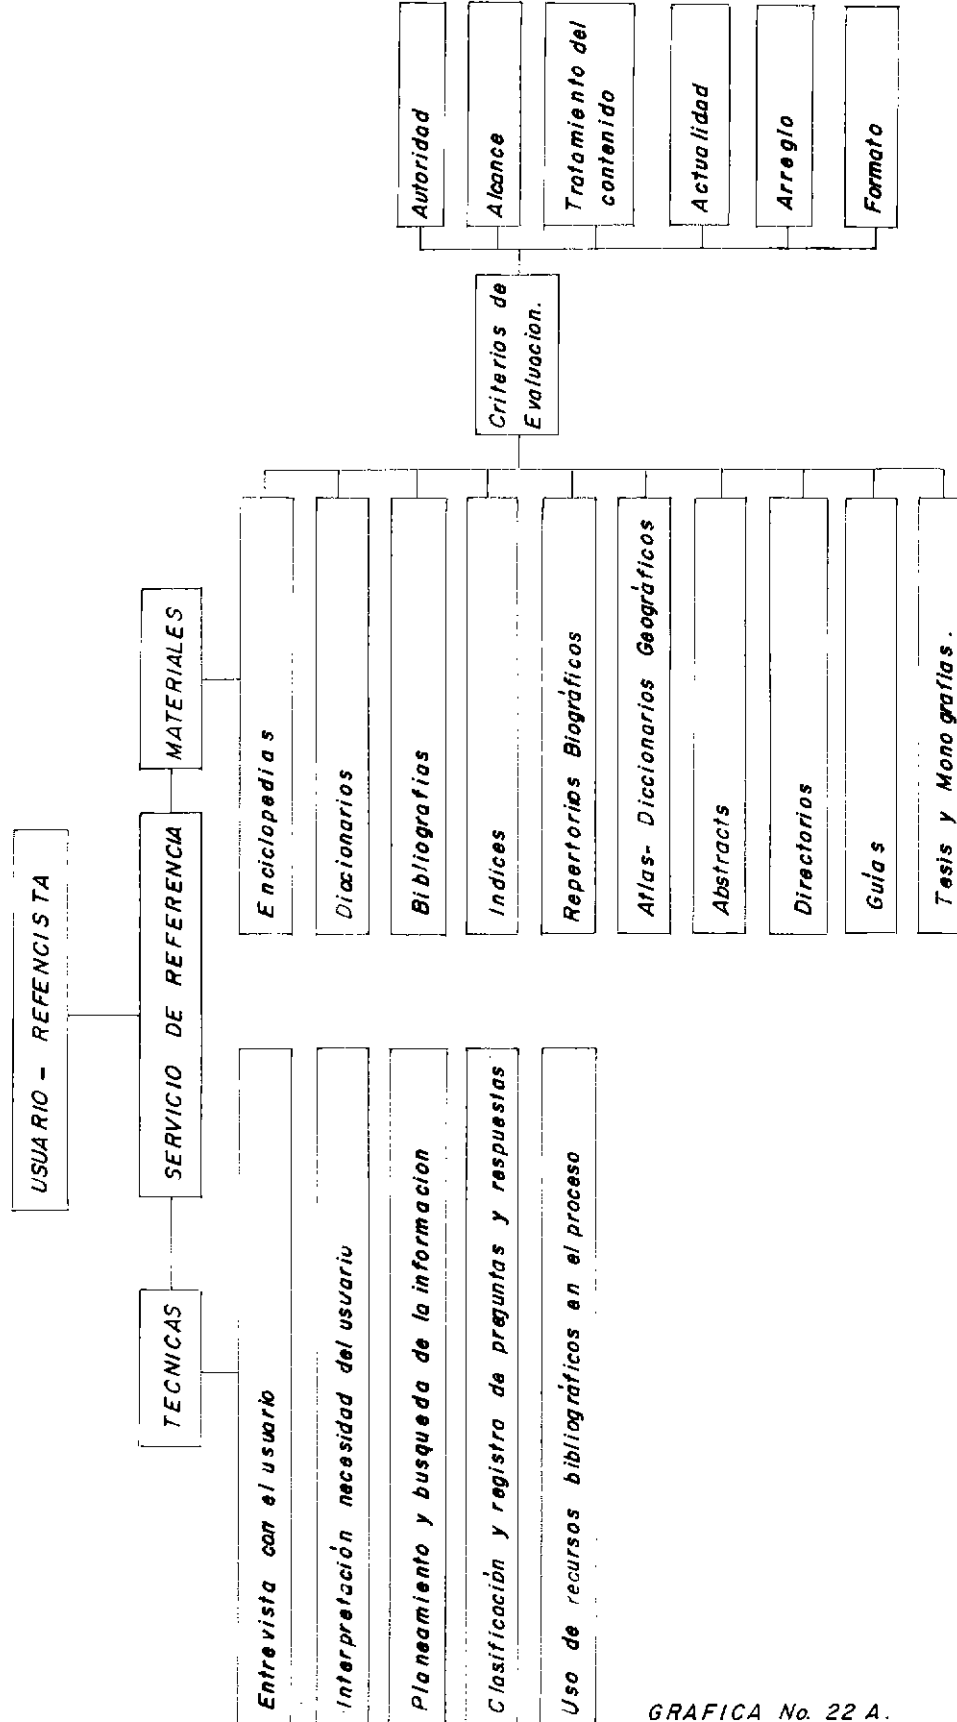 USUARIO - REFENCISTA
TECNICAS
SERVICIO DE REFERENCIA
MATERIALES
Entrevista con el usuario
Interpretación necesidad del usuario
Planeamiento y busqueda de la informacion
Clasificación y registro de preguntas y respuestas
Uso de recursos bibliográficos en el proceso
Enciclopedias
Diccionarios
Bibliografias
Indices
Repertorios Biográficos
Atlas- Diccionarios Geográficos
Abstracts
Directorios
Guías
Tesis y Monografias.
Criterios de
Evaluacion.
Autoridad
Alcance
Tratamiento del
contenido
Actualidad
Arreglo
Formato
GRAFICA No. 22 A.